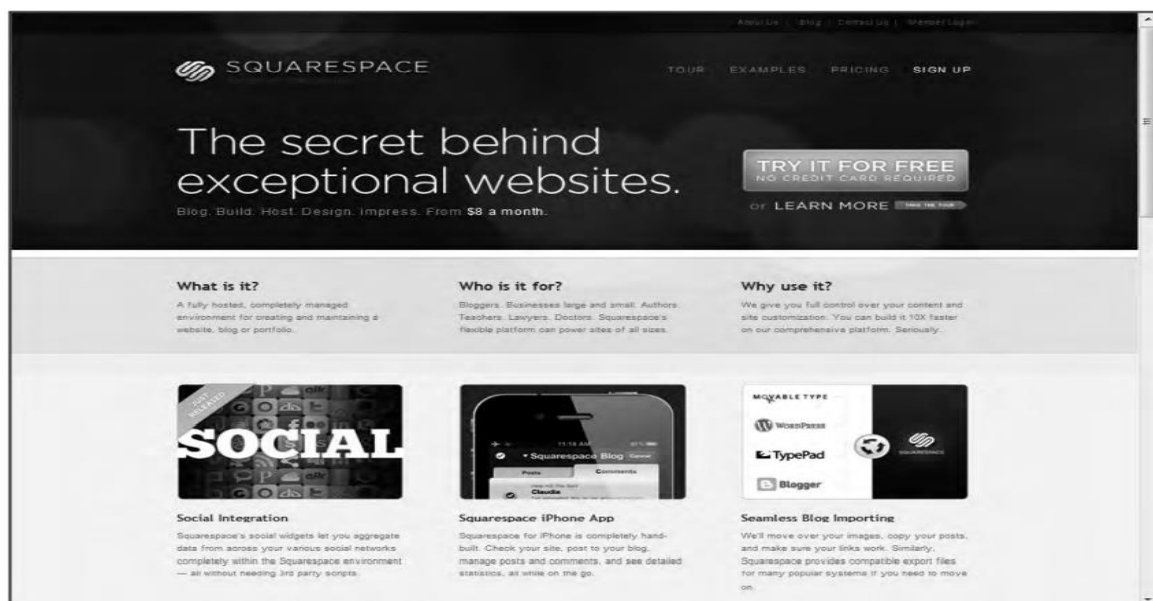 About Us | Blog | Contact Us | Member Login
SQUARESPACE
TOUR EXAMPLES PRICING SIGN UP
The secret behind
exceptional websites.
Blog. Build. Host. Design. Impress. From $8 a month.
TRY IT FOR FREE
NO CREDIT CARD REQUIRED
or LEARN MORE TAKE THE TOUR
What is it?
A fully hosted, completely managed
environment for creating and maintaining a
website, blog or portfolio.
Who is it for?
Bloggers. Businesses large and small. Authors.
Teachers. Lawyers. Doctors. Squarespace's
flexible platform can power sites of all sizes.
Why use it?
We give you full control over your content and
site customization. You can build it 10X faster
on our comprehensive platform. Seriously.
JUST
RELEASED
SOCIAL
Social Integration
Squarespace's social widgets let you aggregate
data from across your various social networks
completely within the Squarespace environment
— all without needing 3rd party scripts.
11:14 AM
Squarespace Blog Cancel
Posts Comments
Claudia
Squarespace iPhone App
Squarespace for iPhone is completely hand-
built. Check your site, post to your blog,
manage posts and comments, and see detailed
statistics, all while on the go.
MOVABLE TYPE
WORDPRESS
TypePad
Blogger
SQUARESPACE
Seamless Blog Importing
We'll move over your images, copy your posts,
and make sure your links work. Similarly,
Squarespace provides compatible export files
for many popular systems if you need to move
on.